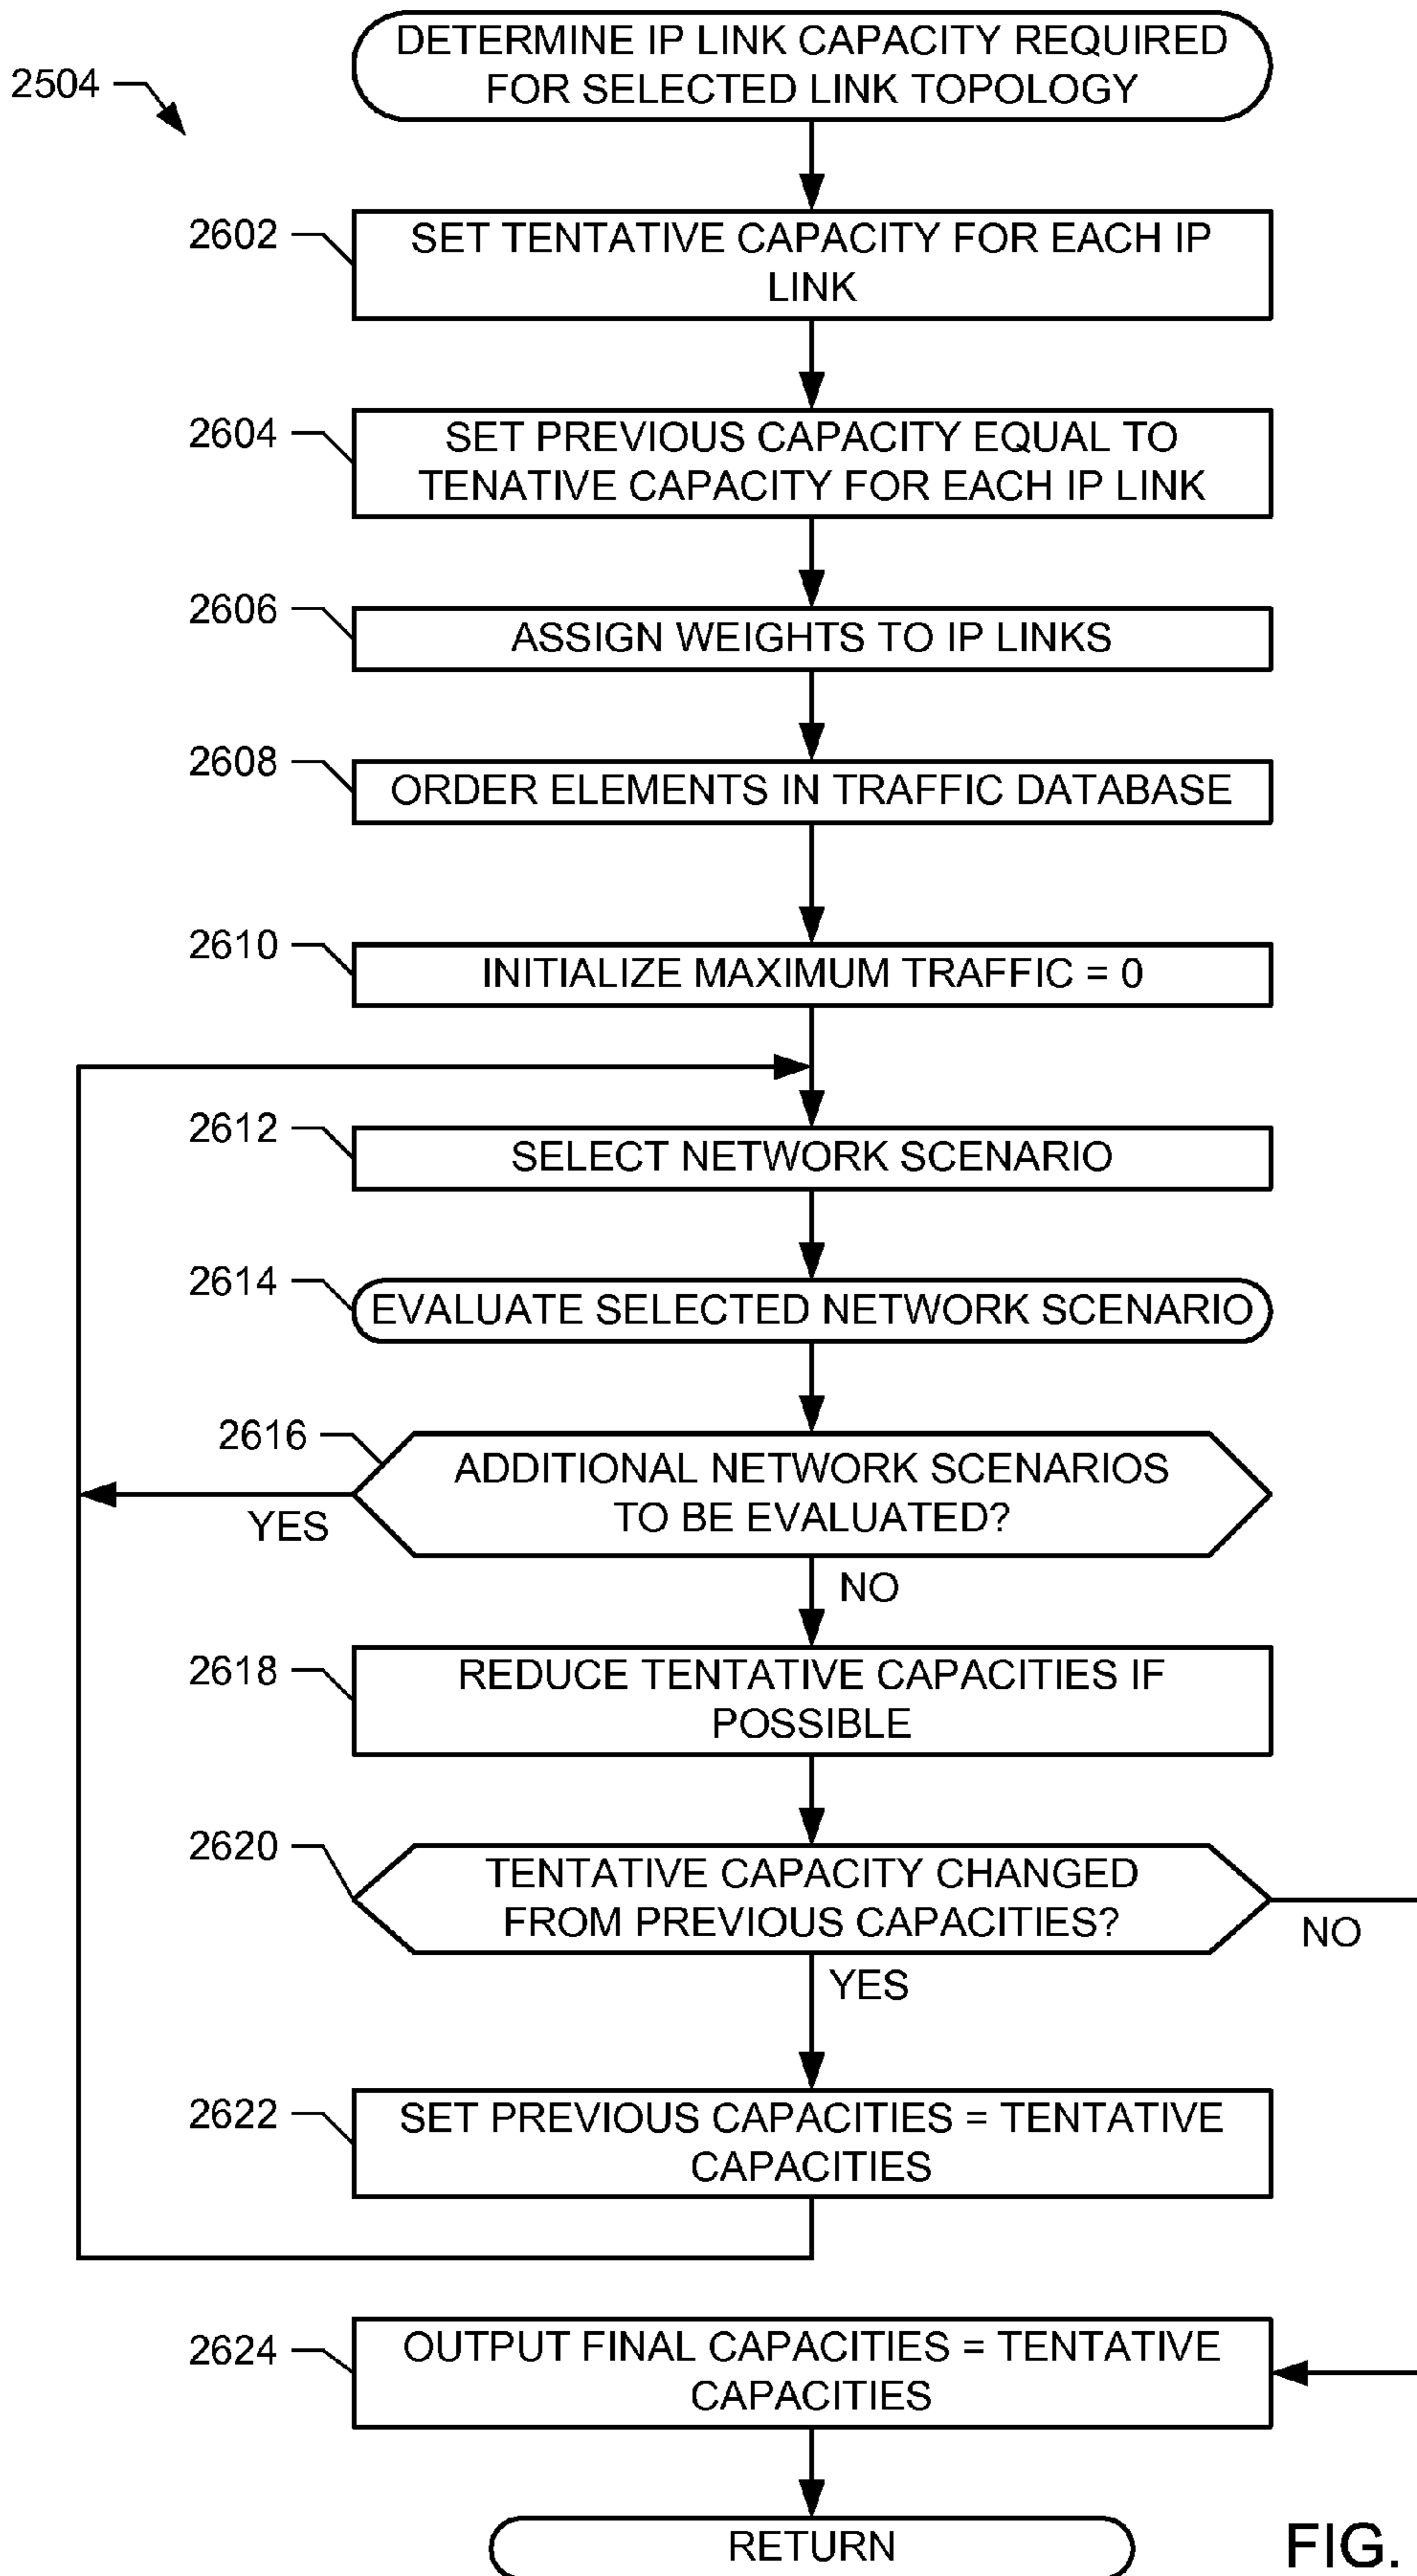 DETERMINE IP LINK CAPACITY REQUIRED
FOR SELECTED LINK TOPOLOGY
2504
2602
SET TENTATIVE CAPACITY FOR EACH IP
LINK
2604
SET PREVIOUS CAPACITY EQUAL TO
TENATIVE CAPACITY FOR EACH IP LINK
2606
ASSIGN WEIGHTS TO IP LINKS
2608
ORDER ELEMENTS IN TRAFFIC DATABASE
2610
INITIALIZE MAXIMUM TRAFFIC = 0
2612
SELECT NETWORK SCENARIO
2614
EVALUATE SELECTED NETWORK SCENARIO
2616
ADDITIONAL NETWORK SCENARIOS
TO BE EVALUATED?
YES
NO
2618
REDUCE TENTATIVE CAPACITIES IF
POSSIBLE
2620
TENTATIVE CAPACITY CHANGED
FROM PREVIOUS CAPACITIES?
NO
YES
2622
SET PREVIOUS CAPACITIES = TENTATIVE
CAPACITIES
2624
OUTPUT FINAL CAPACITIES = TENTATIVE
CAPACITIES
RETURN
FIG.